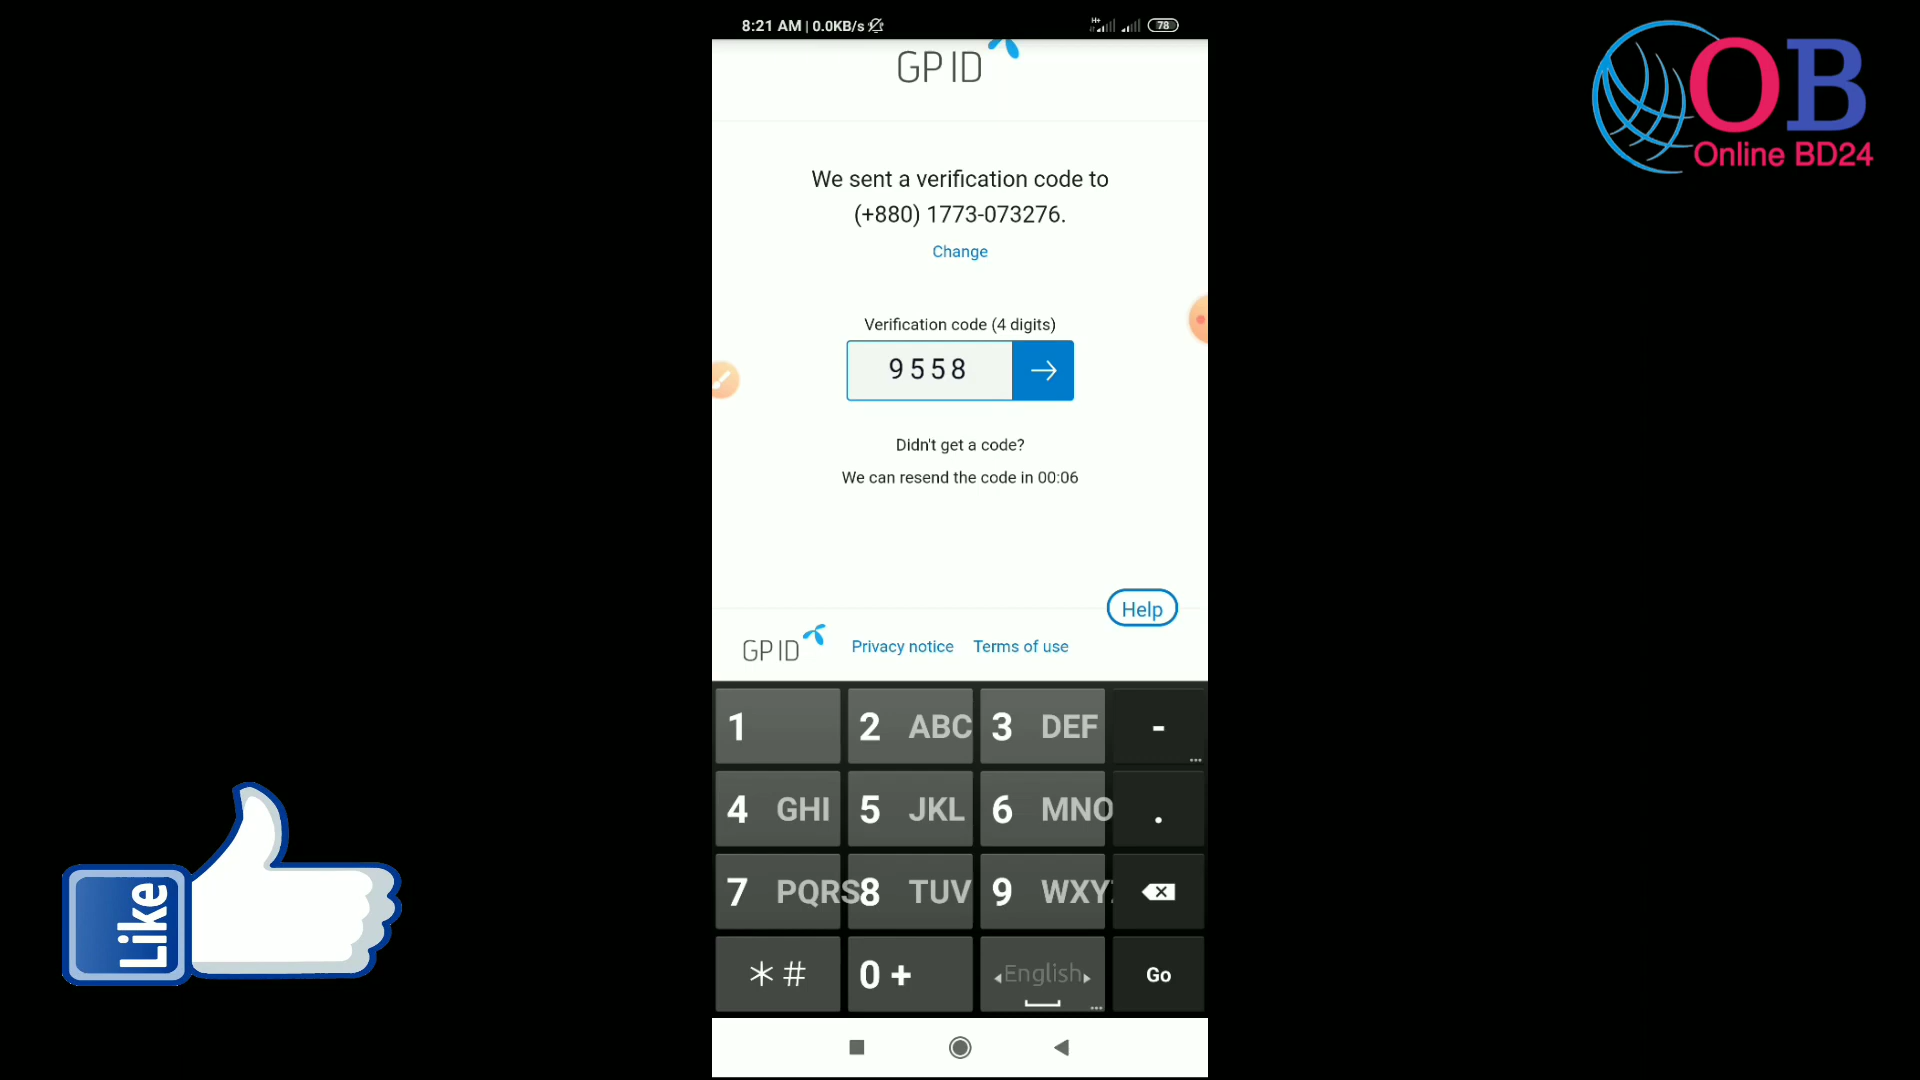 8:21 AM | 0.0KB/s
H+
78
GP ID
OB
Online BD24
We sent a verification code to
(+880) 1773-073276.
Change
Verification code (4 digits)
9558
Didn't get a code?
We can resend the code in 00:06
Help
GP ID Privacy notice Terms of use
1 2 ABC 3 DEF -
4 GHI 5 JKL 6 MNO .
7 PQRS 8 TUV 9 WXYZ
*# 0 + English Go
Like